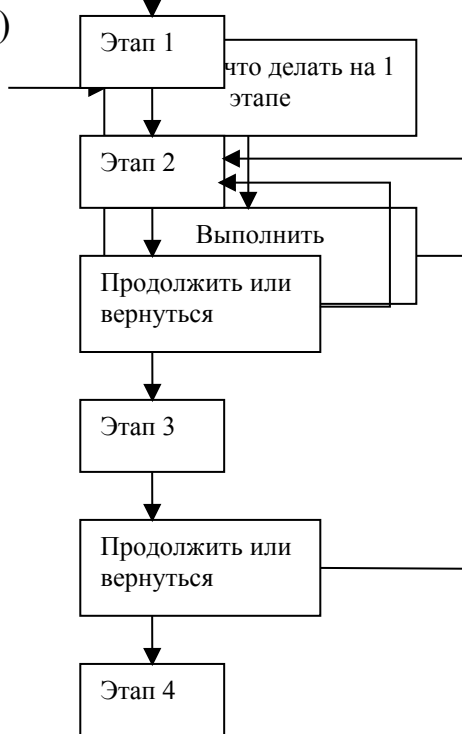 )
Этап 1
что делать на 1
этапе
Этап 2
Выполнить
Продолжить или
вернуться
Этап 3
Продолжить или
вернуться
Этап 4